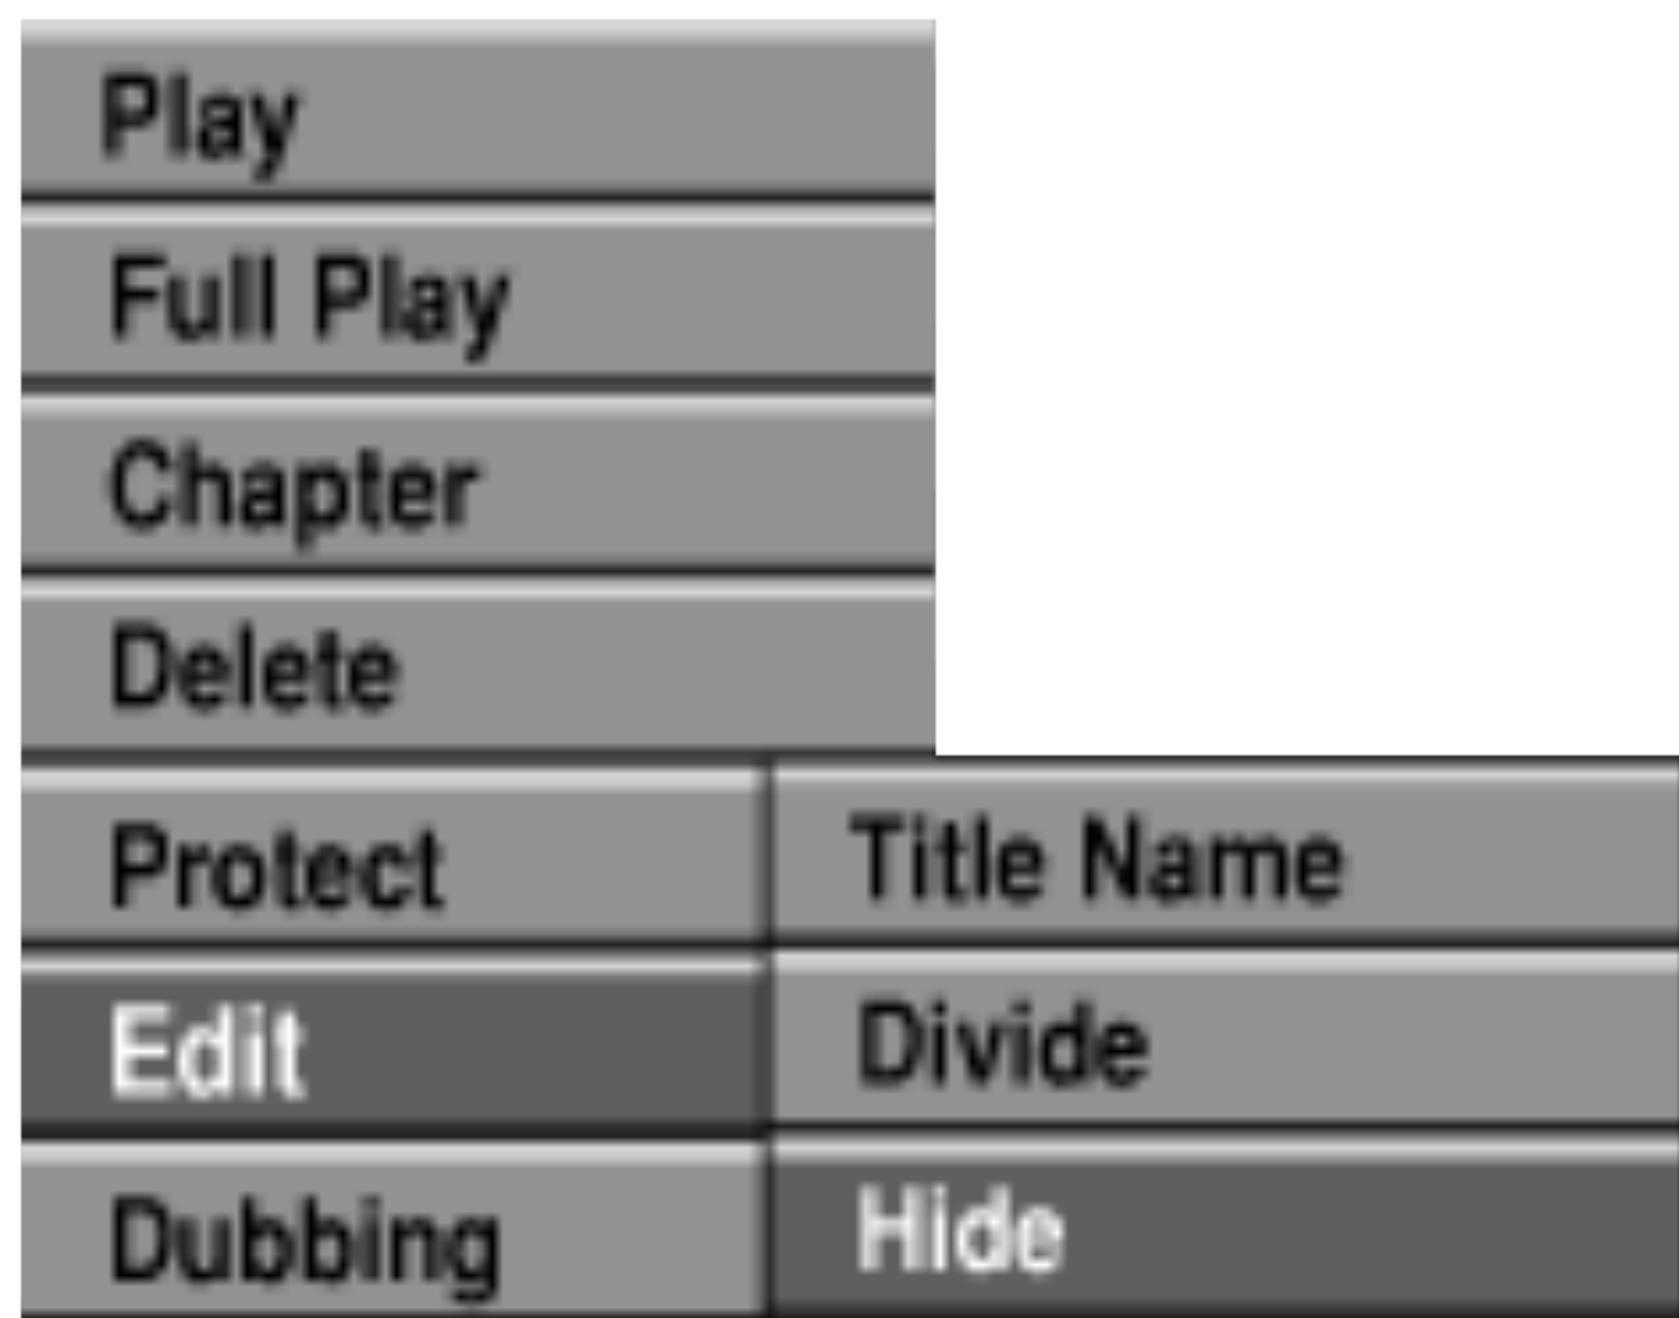 Play
Full Play
Chapter
Delete
Protect
Title Name
Edit
Divide
Dubbing
Hide